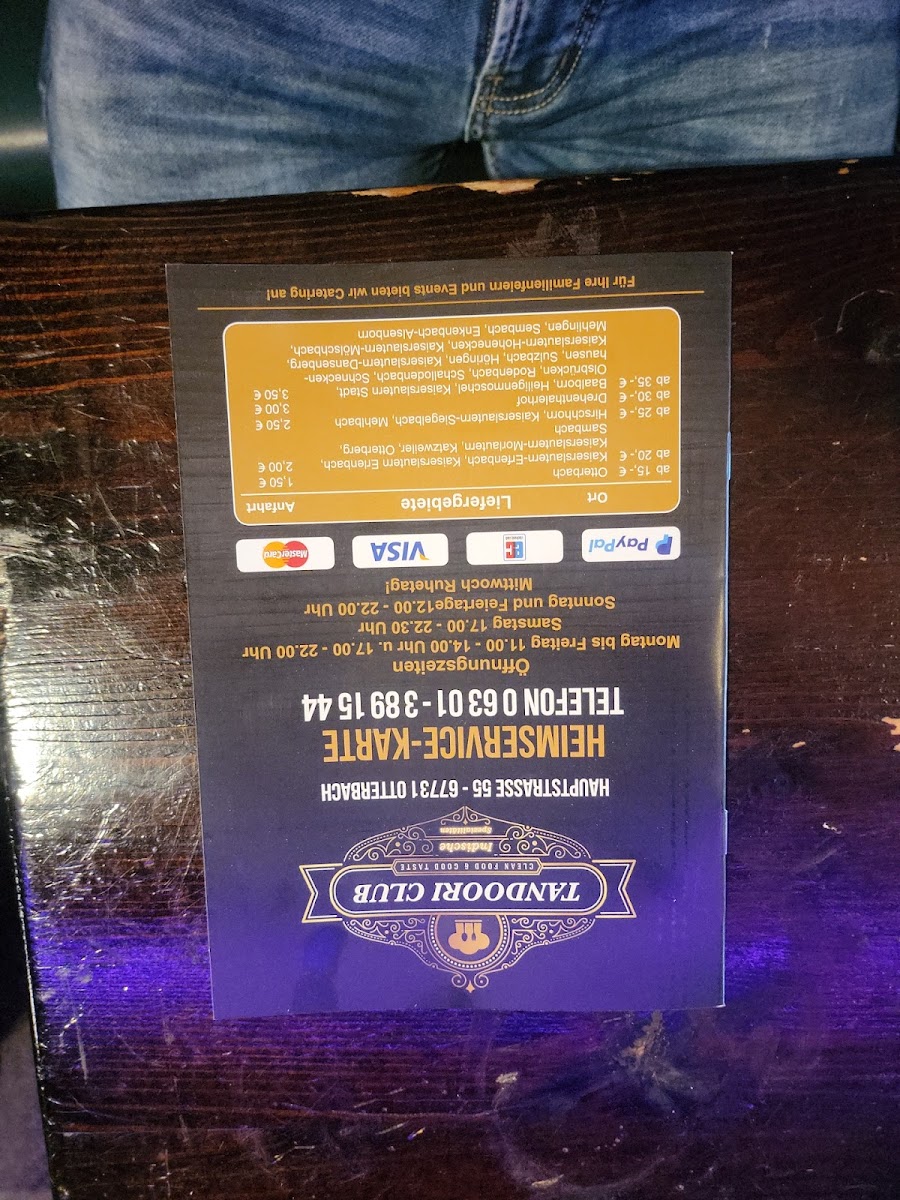 TANDOORI CLUB
CLEAN FOOD & GOOD TASTE
Indische
Spezialitäten
HAUPTSTRASSE 55 - 67731 OTTERBACH
HEIMSERVICE-KARTE
TELEFON 0 63 01 - 3 89 15 44
Öffnungszeiten
Montag bis Freitag 11.00 - 14.00 Uhr u. 17.00 - 22.00 Uhr
Samstag 17.00 - 22.30 Uhr
Sonntag und Feiertage12.00 - 22.00 Uhr
Mittwoch Ruhetag!
PayPal EC VISA MasterCard
Ort Liefergebiete Anfahrt
ab 15,- € Otterbach 1,50 €
ab 20,- € Kaiserslautern-Erfenbach, Kaiserslautern Erlenbach, 2,00 €
Kaiserslautern-Morlautern, Katzweiler, Otterberg,
Sambach
ab 25,- € Hirschhorn, Kaiserslautern-Siegelbach, Mehlbach 2,50 €
ab 30,- € Drehenthalerhof 3,00 €
ab 35,- € Baalborn, Heiligenmoschel, Kaiserslautern Stadt, 3,50 €
Olsbrücken, Rodenbach, Schallodenbach, Schnecken-
hausen, Sulzbach, Höringen, Kaiserslautern-Dansenberg,
Kaiserslautern-Hohenecken, Kaiserslautern-Mölschbach,
Mehlingen, Sembach, Enkenbach-Alsenborn
Für Ihre Familienfeiern und Events bieten wir Catering an!